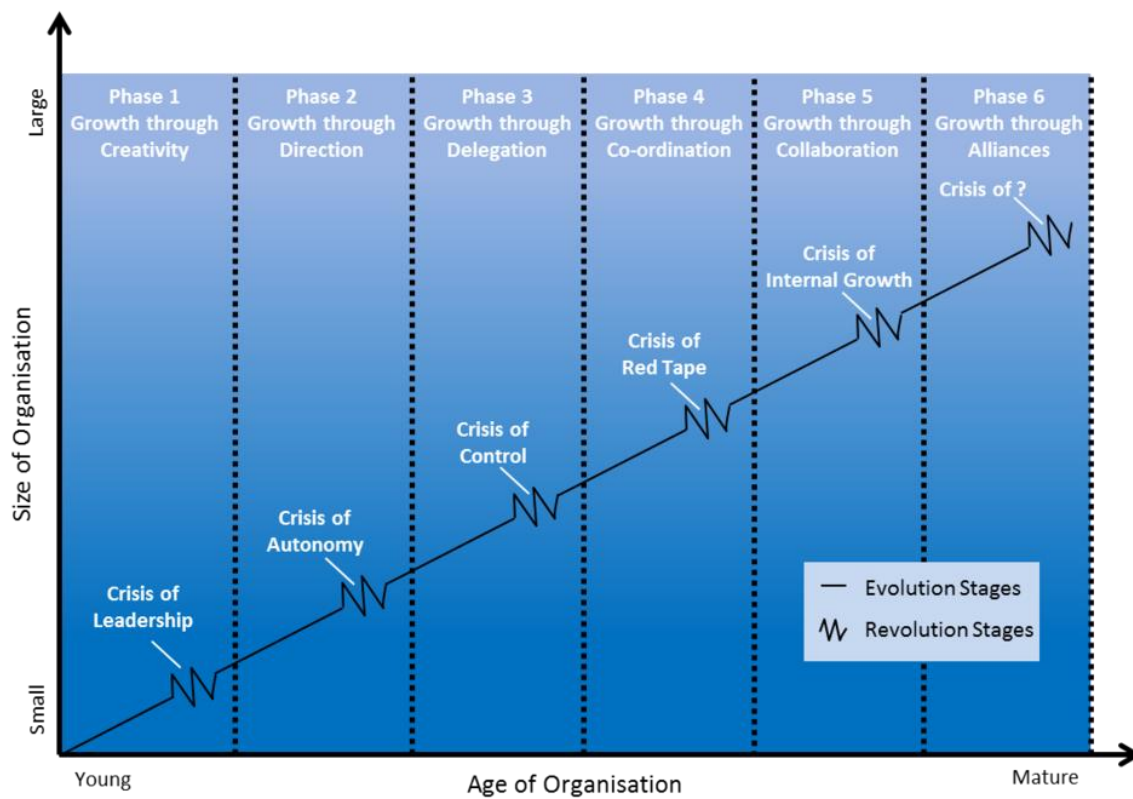 Large
Phase 1
Growth through
Creativity
Phase 2
Growth through
Direction
Phase 3
Growth through
Delegation
Phase 4
Growth through
Co-ordination
Phase 5
Growth through
Collaboration
Phase 6
Growth through
Alliances
Crisis of ?
Crisis of
Internal Growth
Crisis of
Red Tape
Crisis of
Control
Crisis of
Autonomy
Crisis of
Leadership
Size of Organisation
Evolution Stages
Revolution Stages
Small
Young
Age of Organisation
Mature